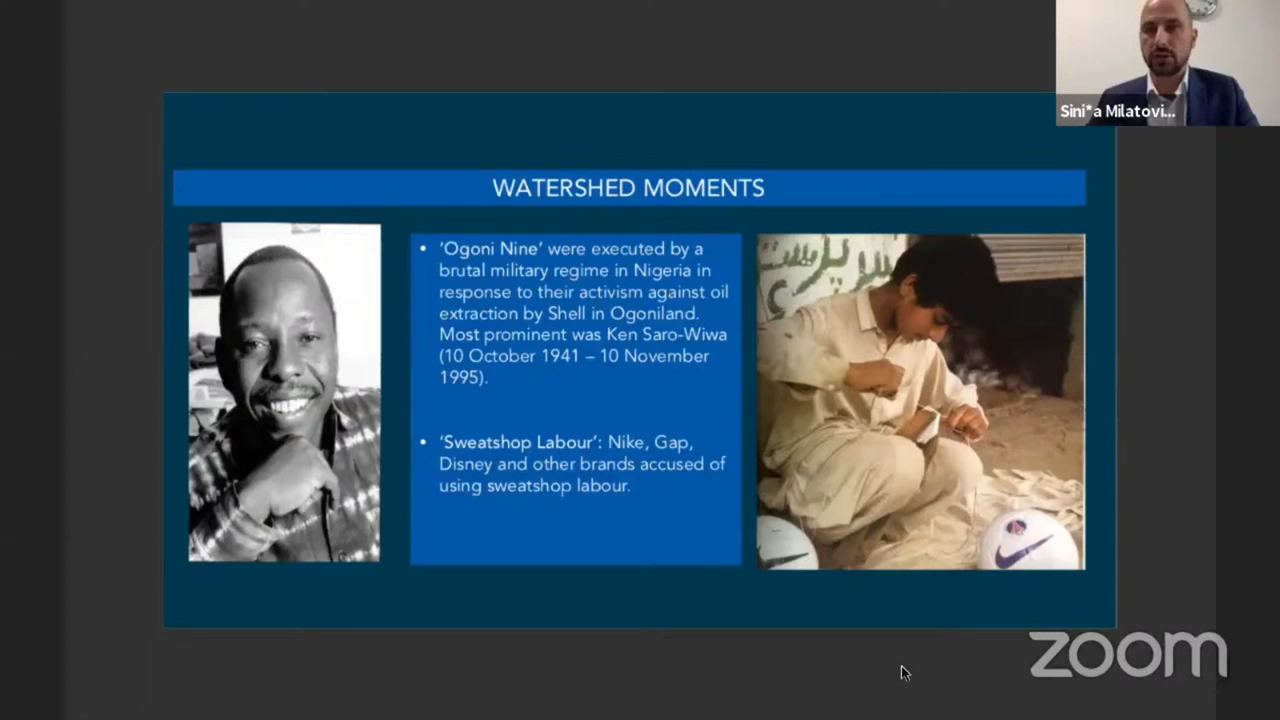 Sini*a Milatovi...
WATERSHED MOMENTS
• ‘Ogoni Nine’ were executed by a
brutal military regime in Nigeria in
response to their activism against oil
extraction by Shell in Ogoniland.
Most prominent was Ken Saro-Wiwa
(10 October 1941 – 10 November
1995).
• ‘Sweatshop Labour’: Nike, Gap,
Disney and other brands accused of
using sweatshop labour.
zoom